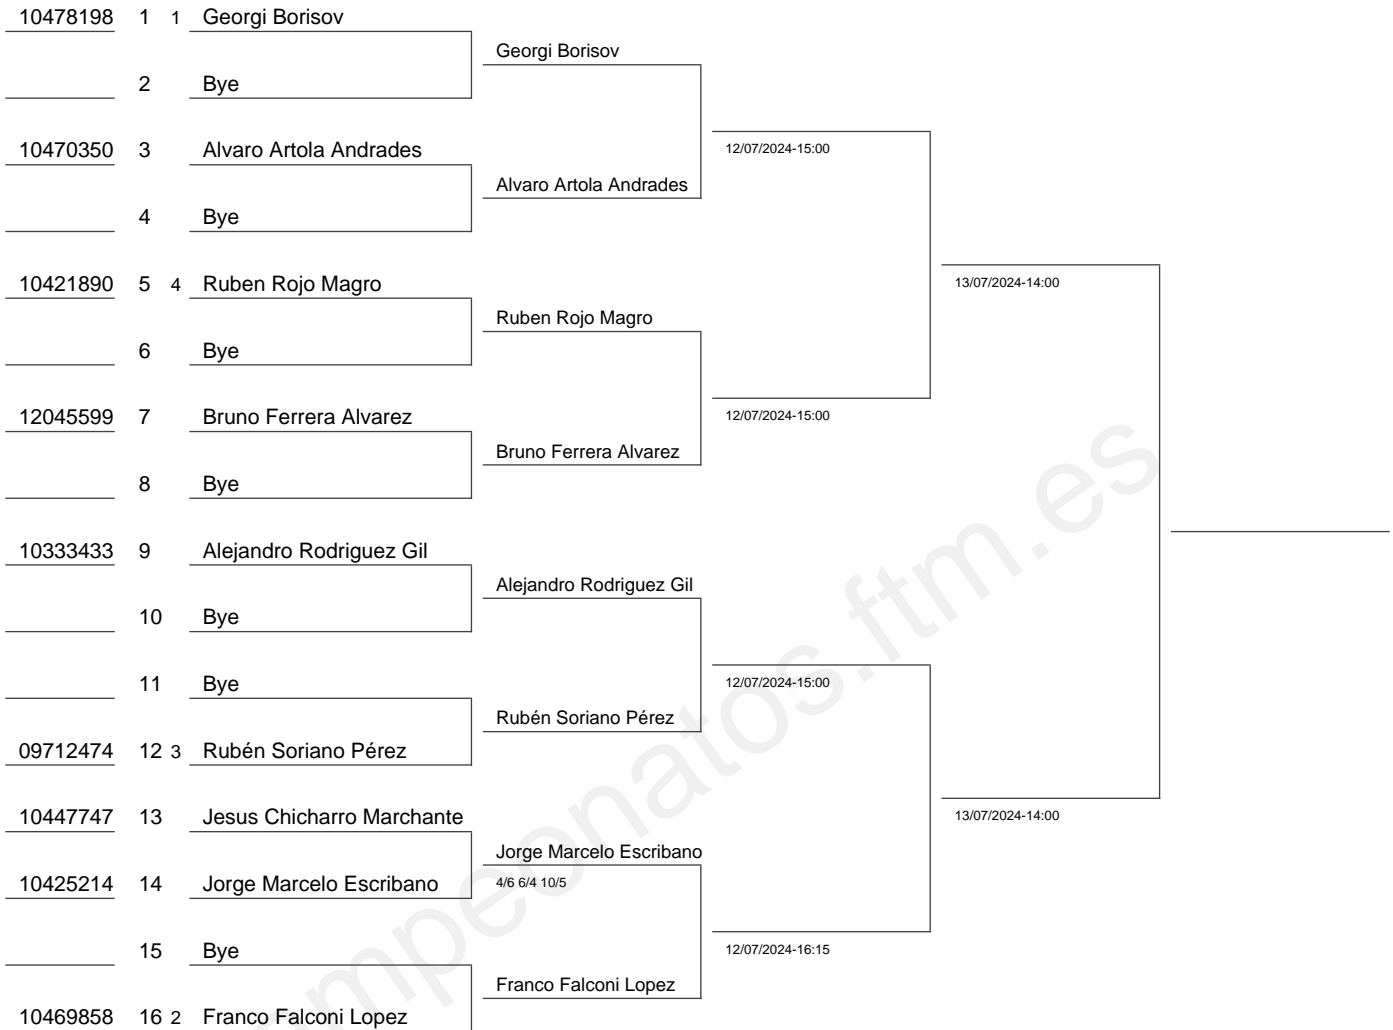 10478198 1 1 Georgi Borisov
Georgi Borisov
2 Bye
10470350 3 Alvaro Artola Andrades
12/07/2024-15:00
Alvaro Artola Andrades
4 Bye
10421890 5 4 Ruben Rojo Magro
13/07/2024-14:00
Ruben Rojo Magro
6 Bye
12045599 7 Bruno Ferrera Alvarez
12/07/2024-15:00
Bruno Ferrera Alvarez
8 Bye
10333433 9 Alejandro Rodriguez Gil
Alejandro Rodriguez Gil
10 Bye
11 Bye
12/07/2024-15:00
Rubén Soriano Pérez
09712474 12 3 Rubén Soriano Pérez
10447747 13 Jesus Chicharro Marchante
13/07/2024-14:00
Jorge Marcelo Escribano
10425214 14 Jorge Marcelo Escribano
4/6 6/4 10/5
15 Bye
12/07/2024-16:15
Franco Falconi Lopez
10469858 16 2 Franco Falconi Lopez
mpeonatos.ftm.es